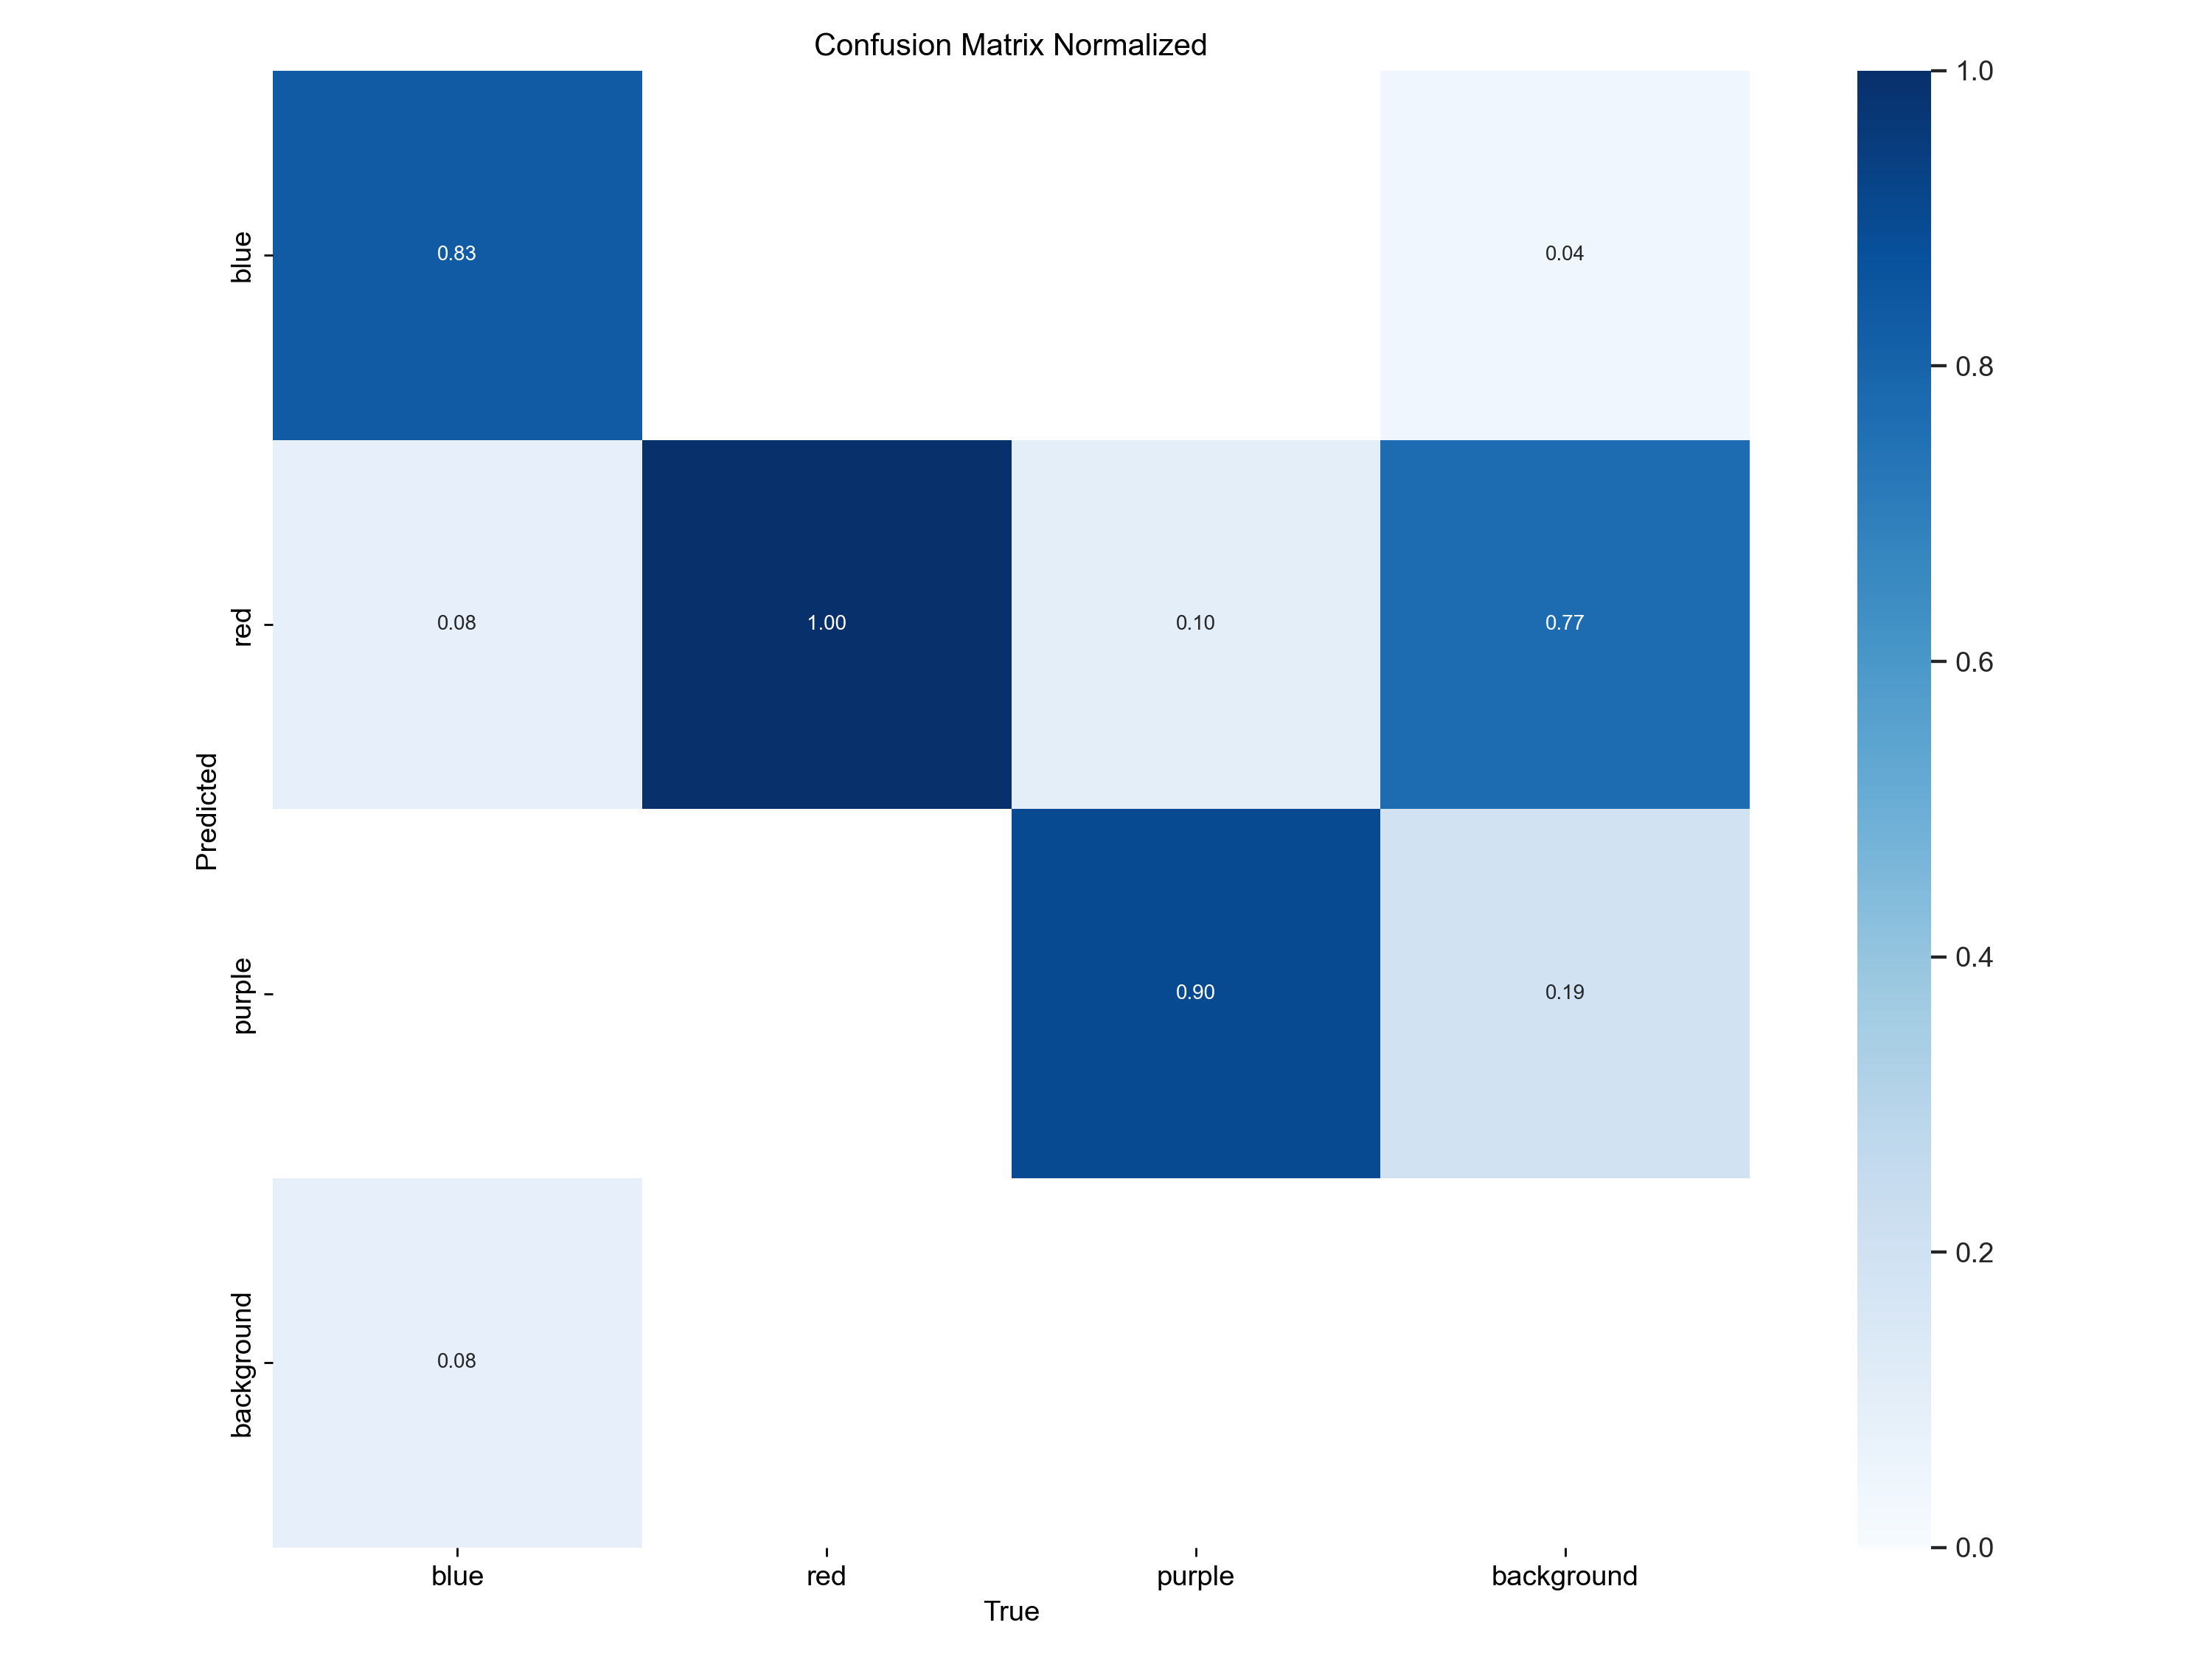 Confusion Matrix Normalized
1.0
blue
0.83
0.04
0.8
red
0.08
1.00
0.10
0.77
0.6
Predicted
purple
0.90
0.19
0.4
0.2
background
0.08
0.0
blue
red
purple
background
True